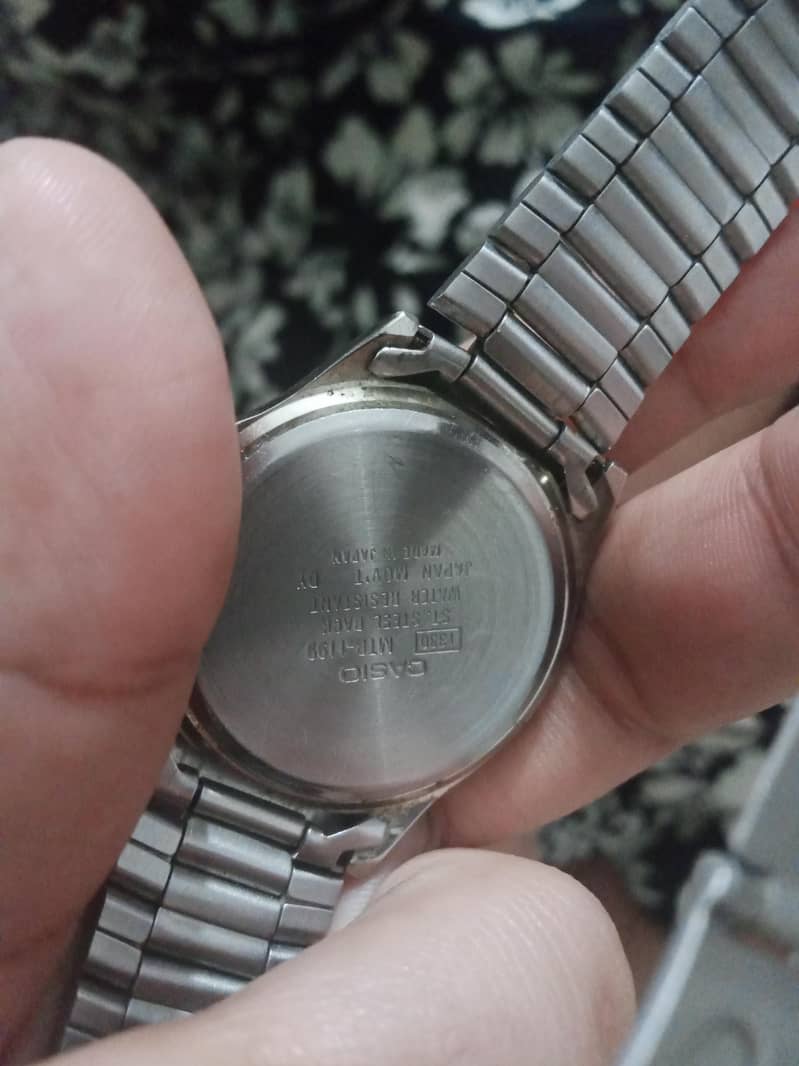 CASIO
1330 MTP-1199
ST.STEEL BACK
WATER RESISTANT
JAPAN MOV'T DY
MADE IN JAPAN